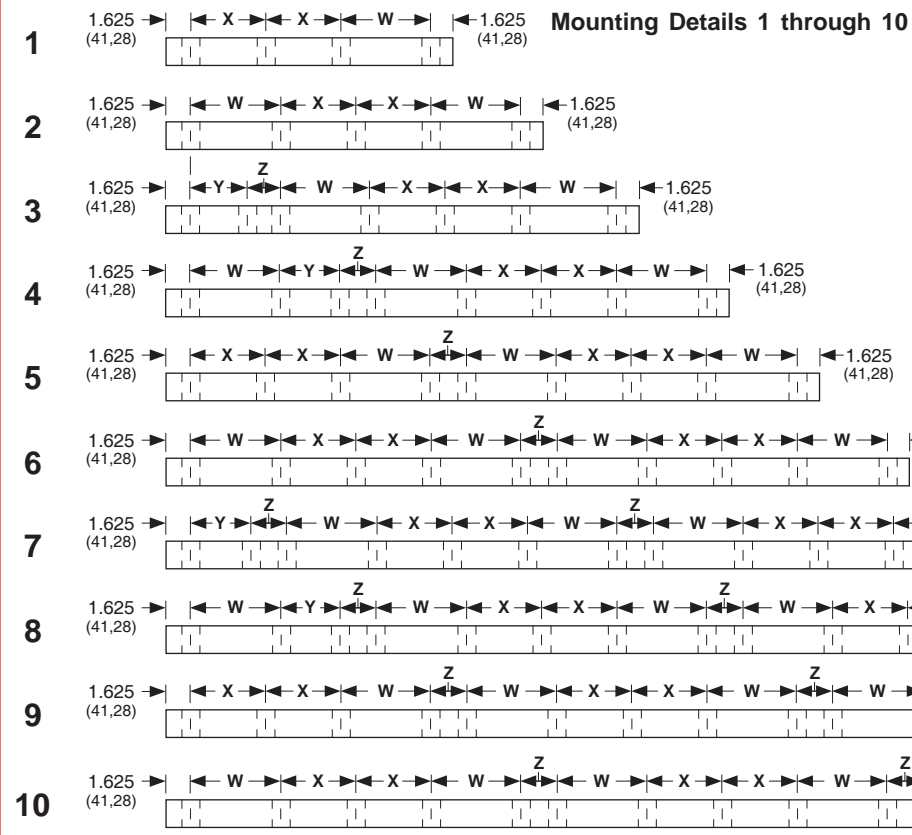 Mounting Details 1 through 10
1 1.625 X X W 1.625
(41,28) (41,28)
2 1.625 W X X W 1.625
(41,28) (41,28)
Z
3 1.625 Y W X X W 1.625
(41,28) (41,28)
Z
4 1.625 W Y W X X W 1.625
(41,28) (41,28)
Z
5 1.625 X X W W X X W 1.625
(41,28) (41,28)
Z
6 1.625 W X X W W X X W
(41,28)
Z Z
7 1.625 Y W X X W W X X
(41,28)
Z Z
8 1.625 W Y W X X W W X
(41,28)
Z Z
9 1.625 X X W W X X W W
(41,28)
Z Z
10 1.625 W X X W W X X W
(41,28)